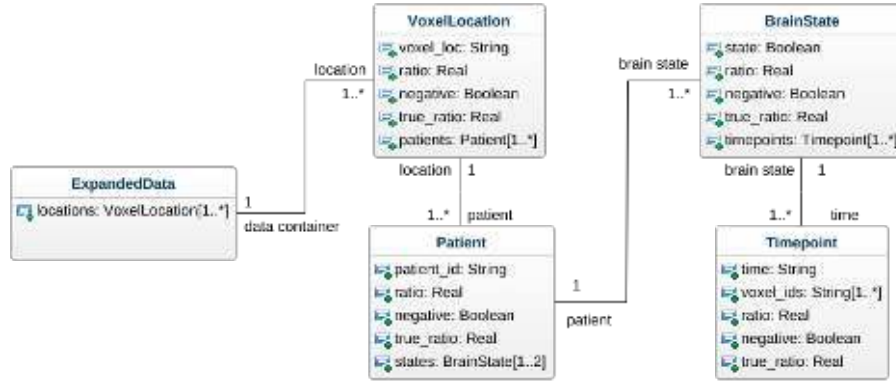 VoxelLocation
voxel_loc: String
ratio: Real
negative: Boolean
true_ratio: Real
patients: Patient[1..*]
BrainState
state: Boolean
ratio: Real
negative: Boolean
true_ratio: Real
timepoints: Timepoint[1..*]
location
1..*
brain state
1..*
ExpandedData
locations: VoxelLocation[1..*]
1
data container
location 1
1..* patient
brain state 1
1..* time
Patient
patient_id: String
ratio: Real
negative: Boolean
true_ratio: Real
states: BrainState[1..2]
1
patient
Timepoint
time: String
voxel_ids: String[1..*]
ratio: Real
negative: Boolean
true_ratio: Real